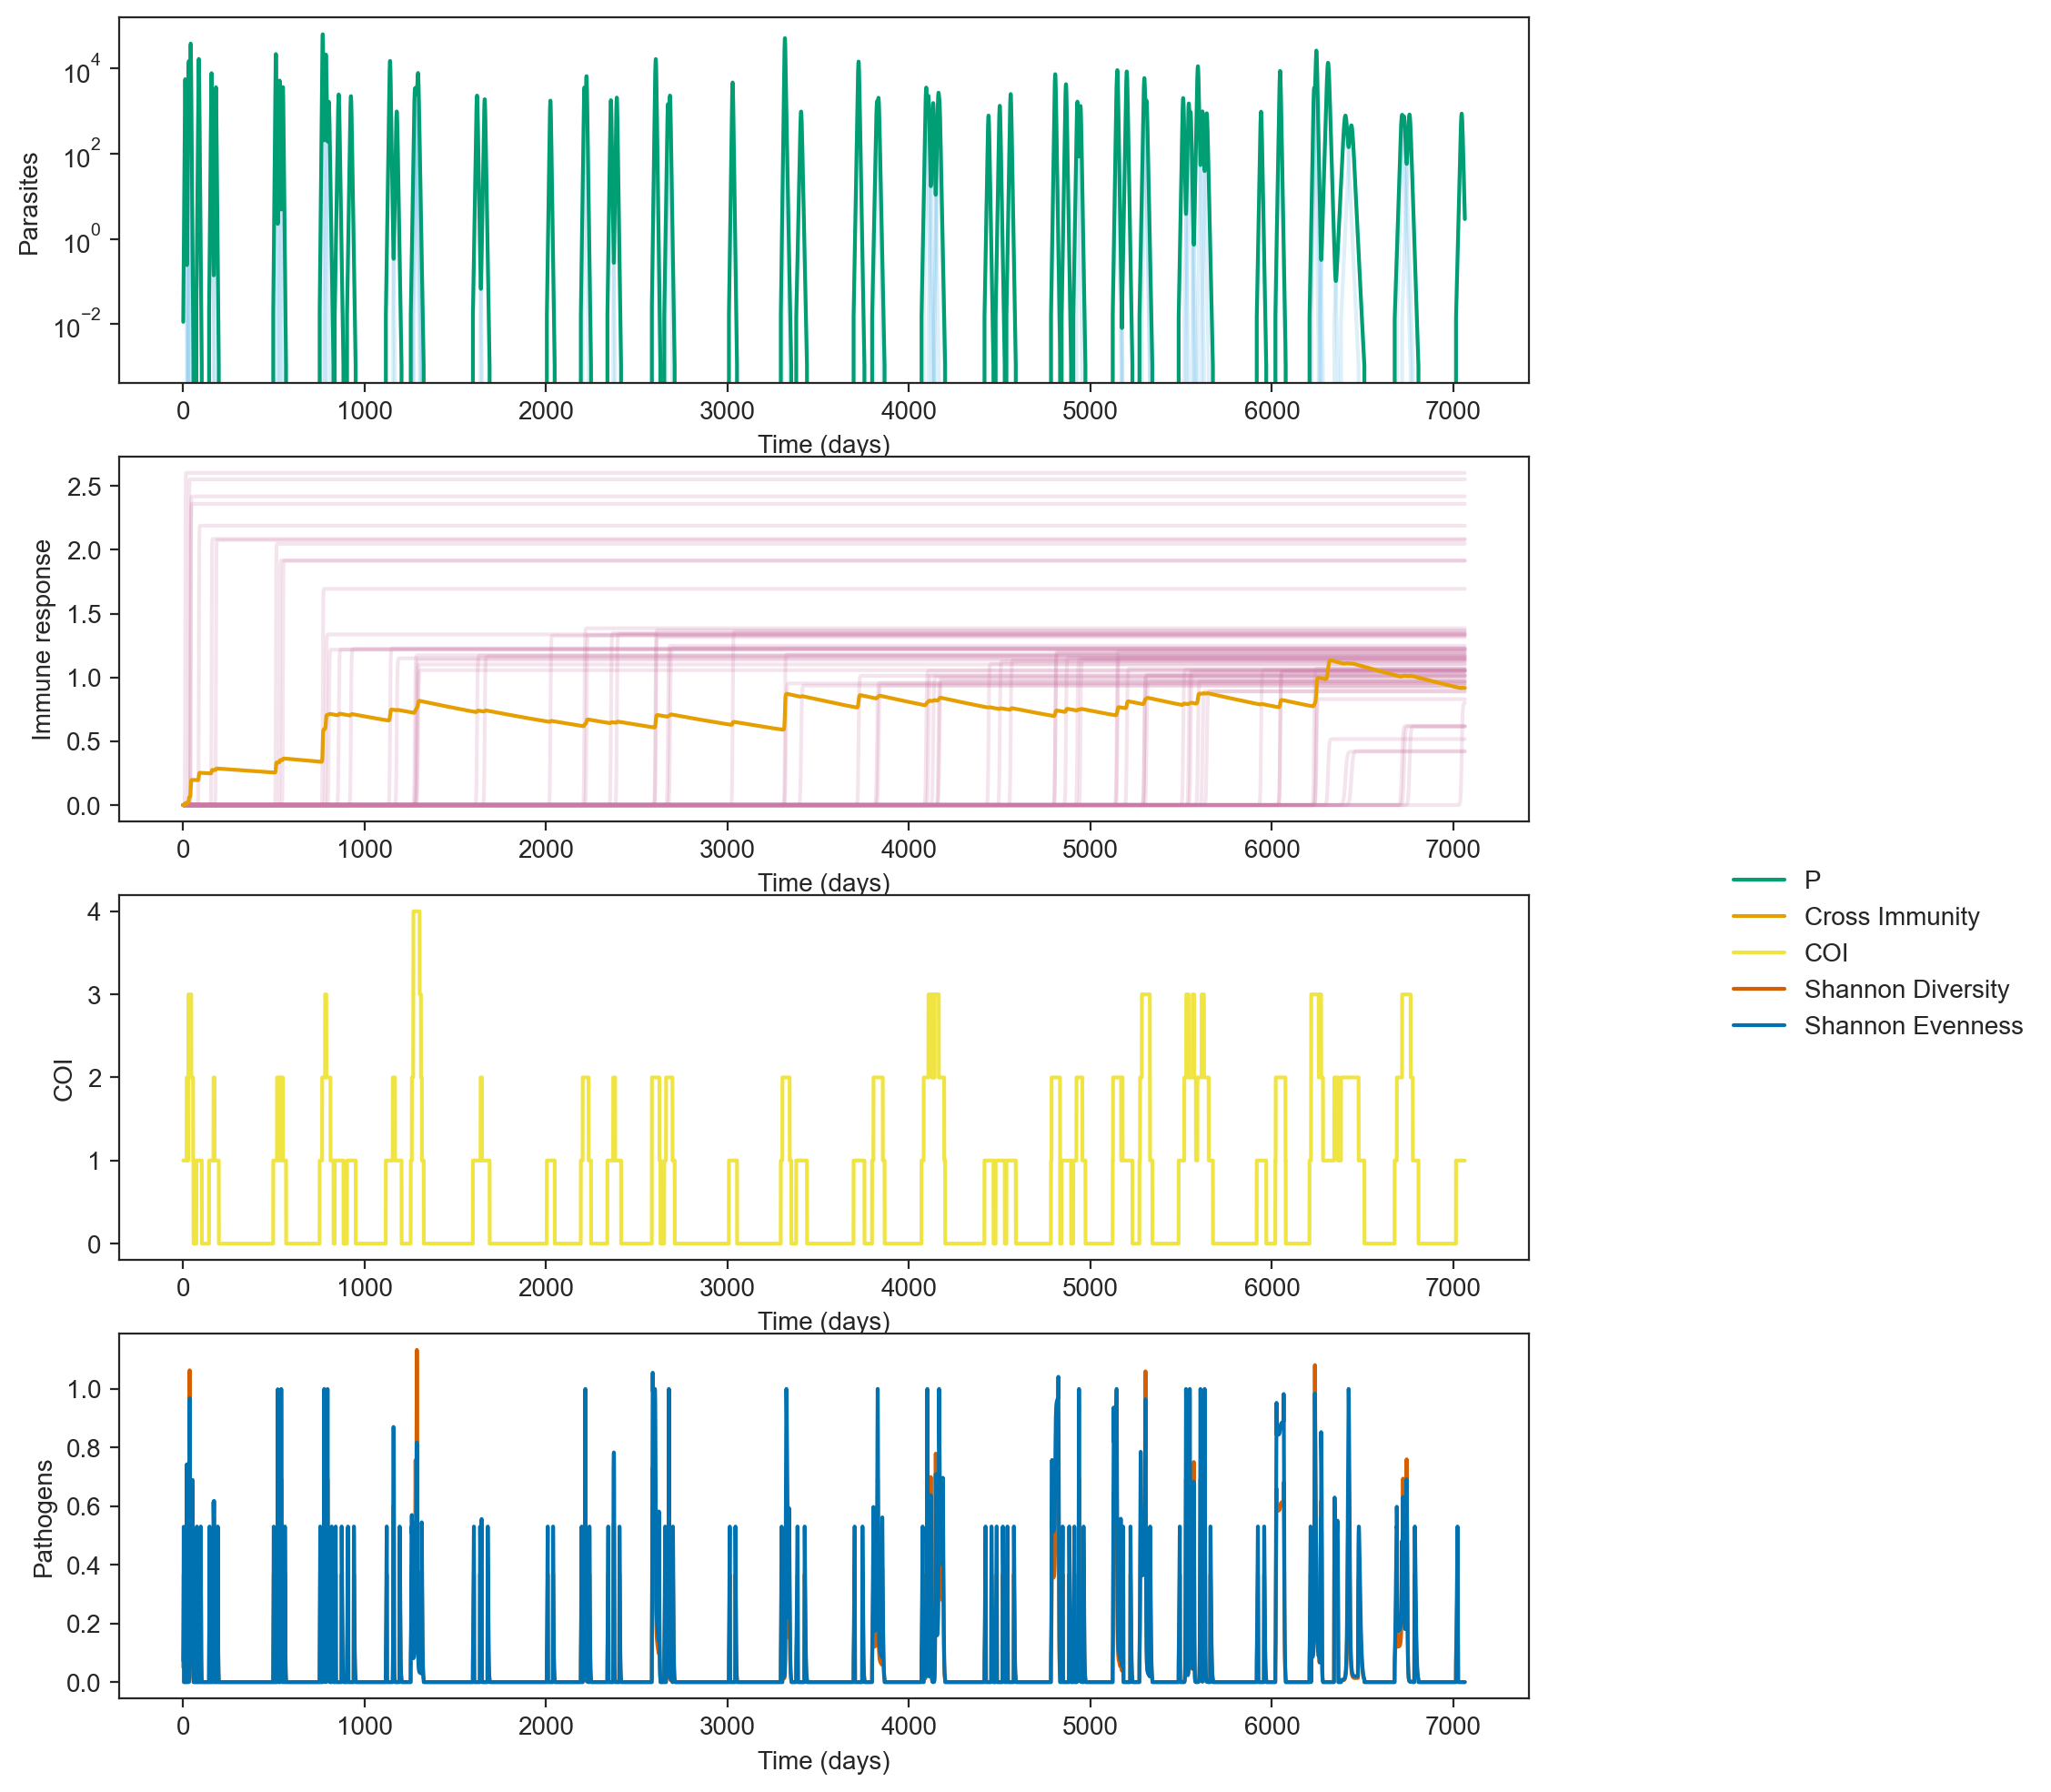 10^4
10^2
10^0
10^−2
Parasites
0 1000 2000 3000 4000 5000 6000 7000
Time (days)
2.5
2.0
1.5
1.0
0.5
0.0
Immune response
0 1000 2000 3000 4000 5000 6000 7000
Time (days)
4
3
2
1
0
COI
0 1000 2000 3000 4000 5000 6000 7000
Time (days)
1.0
0.8
0.6
0.4
0.2
0.0
Pathogens
0 1000 2000 3000 4000 5000 6000 7000
Time (days)
P
Cross Immunity
COI
Shannon Diversity
Shannon Evenness